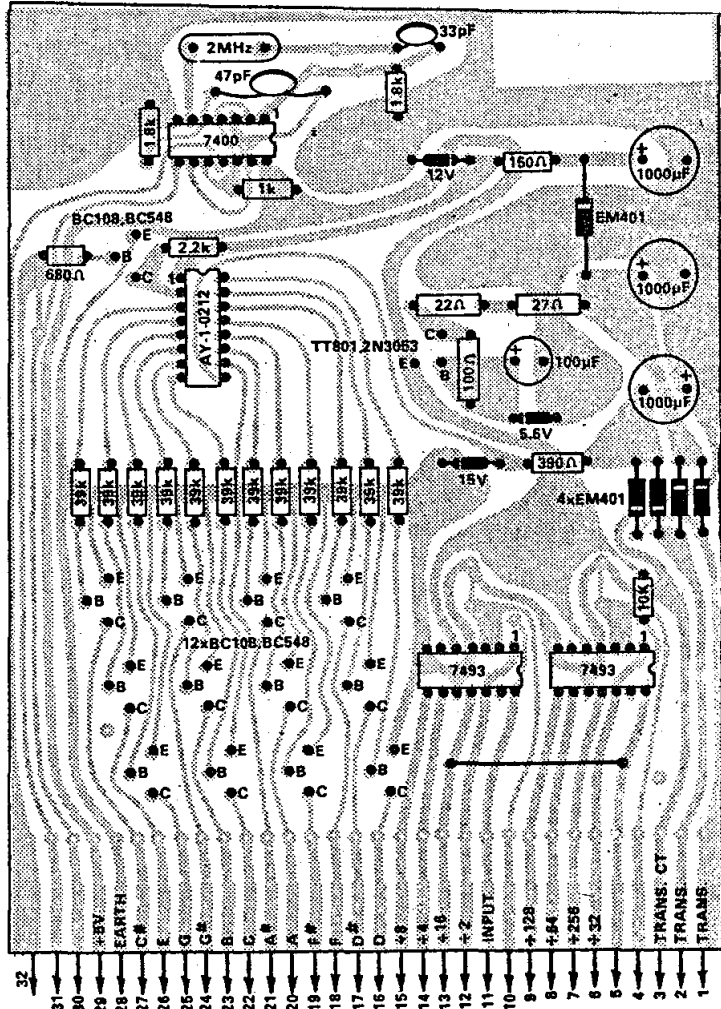 2MHz
33pF
47pF
1.8k
1.8k
1
7400
12V
150Ω
+
1000µF
1k
EM401
BC108,BC548
E
B
C
680Ω
2.2k
1
AY-1-0212
+
1000µF
22Ω
27Ω
TT801,2N3053
C
E
B
100Ω
+
100µF
+
1000µF
5.6V
39k
39k
39k
39k
39k
39k
39k
39k
39k
39k
39k
39k
15V
390Ω
4xEM401
E
B
C
E
B
C
E
B
C
E
B
C
10K
12xBC108,BC548
1
7493
1
7493
E
B
C
E
B
C
E
B
C
E
B
C
E
B
C
E
B
C
E
B
C
E
B
C
+5V
EARTH
C#
E
G
G#
B
C
A#
A
F#
F
D#
D
÷8
÷4
÷16
÷2
INPUT
÷128
÷64
÷256
÷32
TRANS. CT
TRANS.
TRANS.
32
31
30
29
28
27
26
25
24
23
22
21
20
19
18
17
16
15
14
13
12
11
10
9
8
7
6
5
4
3
2
1